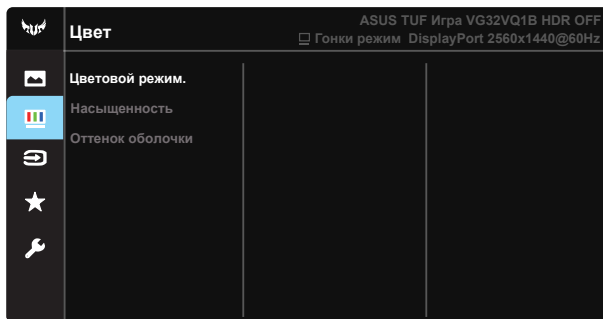 Цвет
ASUS TUF Игра VG32VQ1B HDR OFF
Гонки режим DisplayPort 2560x1440@60Hz
Цветовой режим.
Насыщенность
Оттенок оболочки